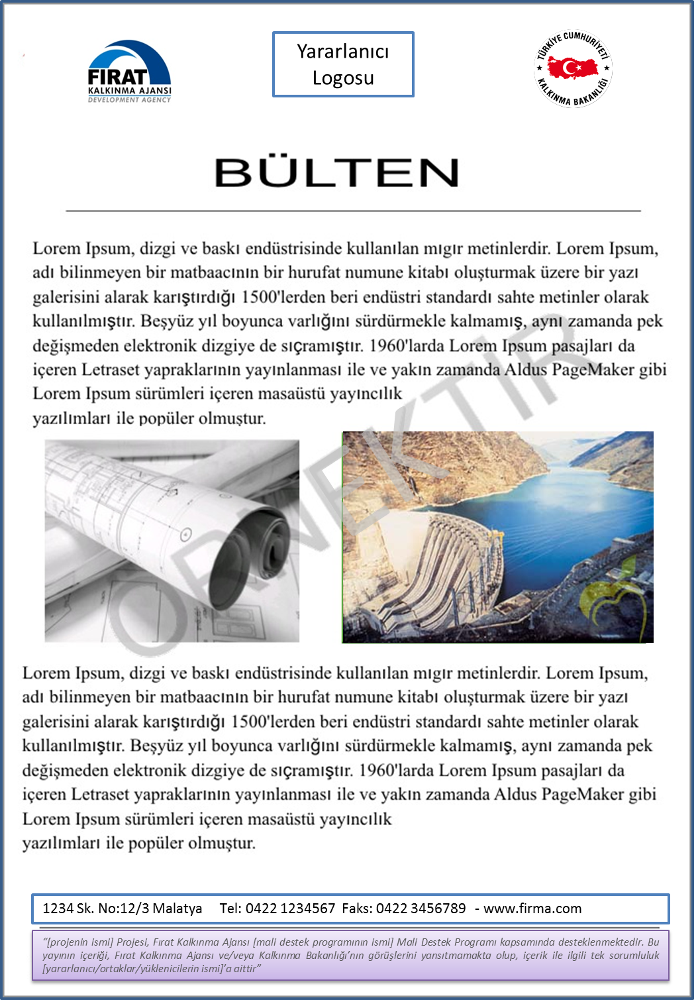 FIRAT
KALKINMA AJANSI
DEVELOPMENT AGENCY
Yararlanıcı
Logosu
TÜRKİYE CUMHURİYETİ
KALKINMA BAKANLIĞI
BÜLTEN
Lorem Ipsum, dizgi ve baskı endüstrisinde kullanılan mıgır metinlerdir. Lorem Ipsum,
adı bilinmeyen bir matbaacının bir hurufat numune kitabı oluşturmak üzere bir yazı
galerisini alarak karıştırdığı 1500'lerden beri endüstri standardı sahte metinler olarak
kullanılmıştır. Beşyüz yıl boyunca varlığını sürdürmekle kalmamış, aynı zamanda pek
değişmeden elektronik dizgiye de sıçramıştır. 1960'larda Lorem Ipsum pasajları da
içeren Letraset yapraklarının yayınlanması ile ve yakın zamanda Aldus PageMaker gibi
Lorem Ipsum sürümleri içeren masaüstü yayıncılık
yazılımları ile popüler olmuştur.
ÖRNEKTİR
Lorem Ipsum, dizgi ve baskı endüstrisinde kullanılan mıgır metinlerdir. Lorem Ipsum,
adı bilinmeyen bir matbaacının bir hurufat numune kitabı oluşturmak üzere bir yazı
galerisini alarak karıştırdığı 1500'lerden beri endüstri standardı sahte metinler olarak
kullanılmıştır. Beşyüz yıl boyunca varlığını sürdürmekle kalmamış, aynı zamanda pek
değişmeden elektronik dizgiye de sıçramıştır. 1960'larda Lorem Ipsum pasajları da
içeren Letraset yapraklarının yayınlanması ile ve yakın zamanda Aldus PageMaker gibi
Lorem Ipsum sürümleri içeren masaüstü yayıncılık
yazılımları ile popüler olmuştur.
1234 Sk. No:12/3 Malatya Tel: 0422 1234567 Faks: 0422 3456789 - www.firma.com
“[projenin ismi] Projesi, Fırat Kalkınma Ajansı [mali destek programının ismi] Mali Destek Programı kapsamında desteklenmektedir. Bu
yayının içeriği, Fırat Kalkınma Ajansı ve/veya Kalkınma Bakanlığı’nın görüşlerini yansıtmamakta olup, içerik ile ilgili tek sorumluluk
[yararlanıcı/ortaklar/yüklenicilerin ismi]’a aittir”